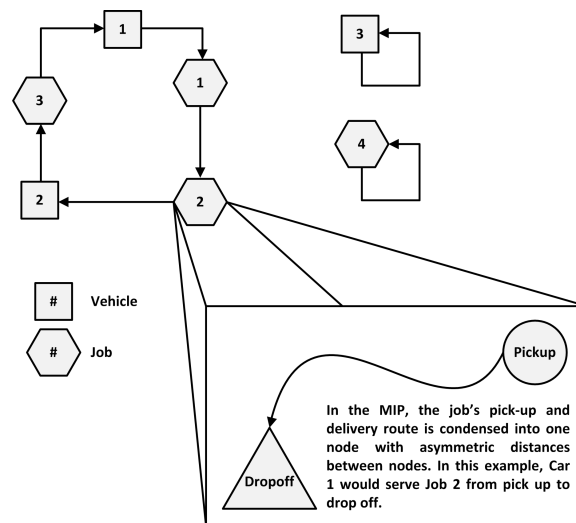 1
3
1
3
4
2
2
# Vehicle
# Job
Pickup
Dropoff
In the MIP, the job's pick-up and
delivery route is condensed into one
node with asymmetric distances
between nodes. In this example, Car
1 would serve Job 2 from pick up to
drop off.